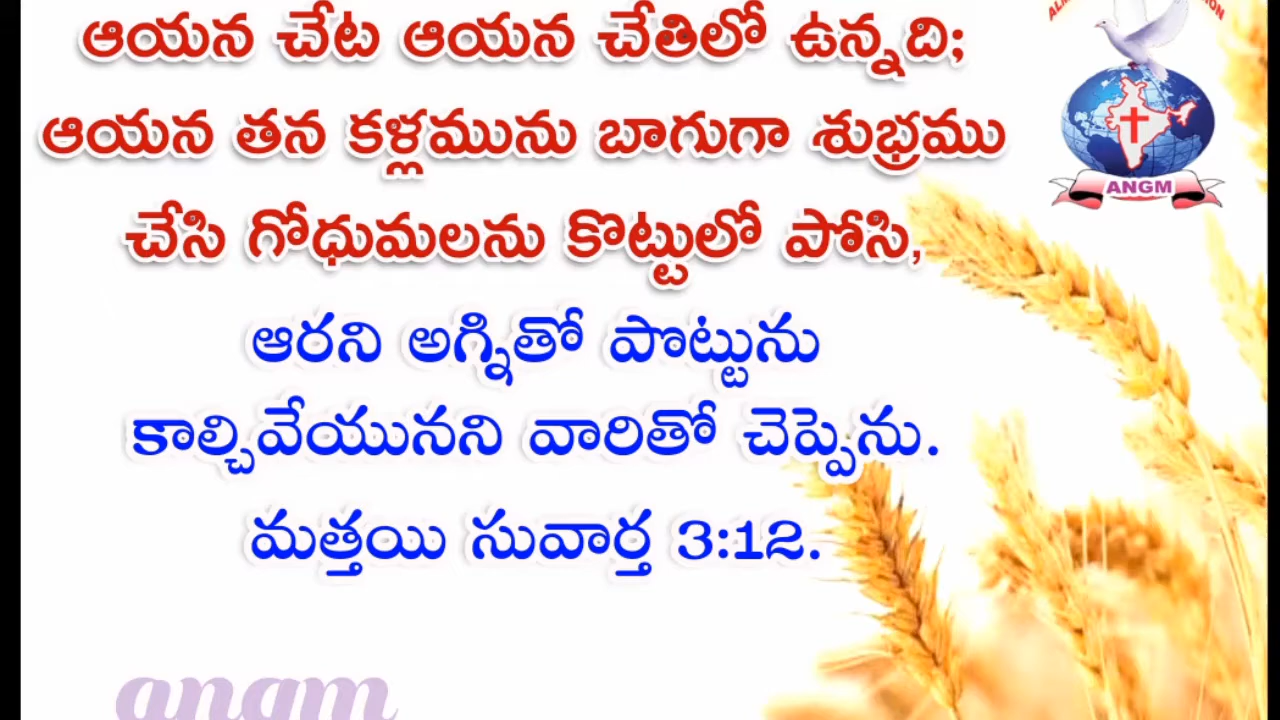 ఆయన చేట ఆయన చేతిలో ఉన్నది;
ఆయన తన కళ్లమును బాగుగా శుభ్రము
చేసి గోధుమలను కొట్టులో పోసి,
ఆరని అగ్నితో పొట్టును
కాల్చివేయునని వారితో చెప్పెను.
మత్తయి సువార్త 3:12.
ANGM
angm